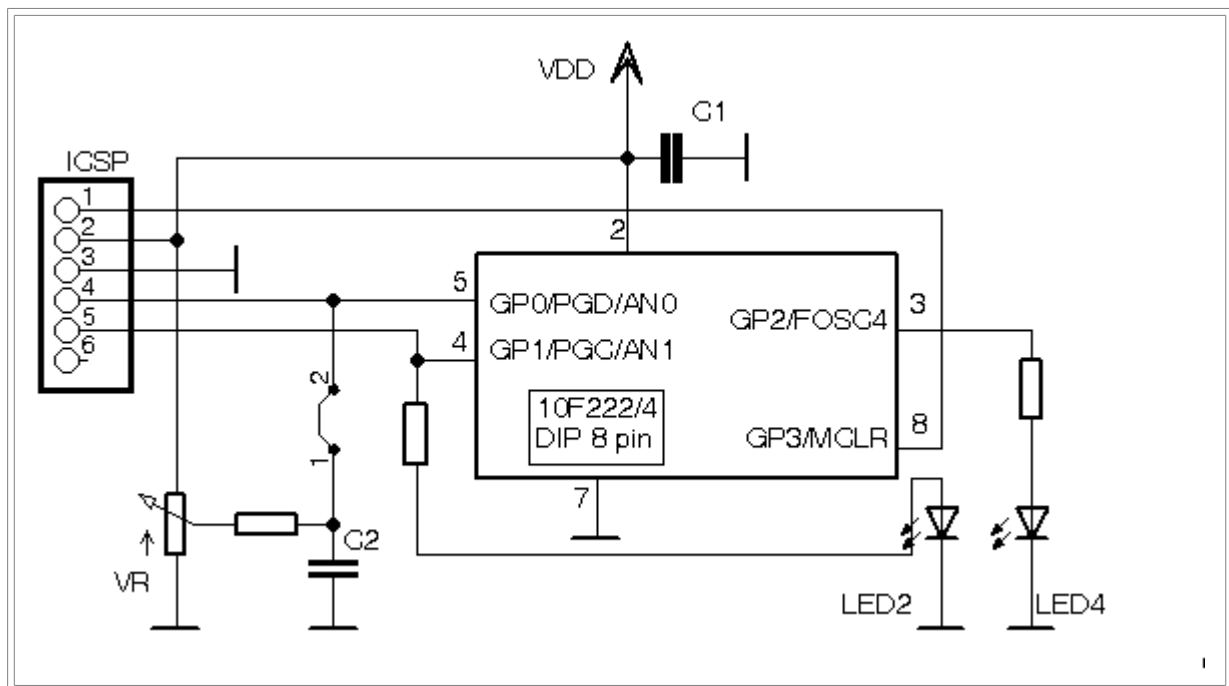 VDD
C1
ICSP
1
2
3
4
5
6
2
5
GP0/PGD/AN0
4
GP1/PGC/AN1
GP2/FOSC4
3
10F222/4
DIP 8 pin
GP3/MCLR
8
7
2
1
C2
VR
LED2
LED4